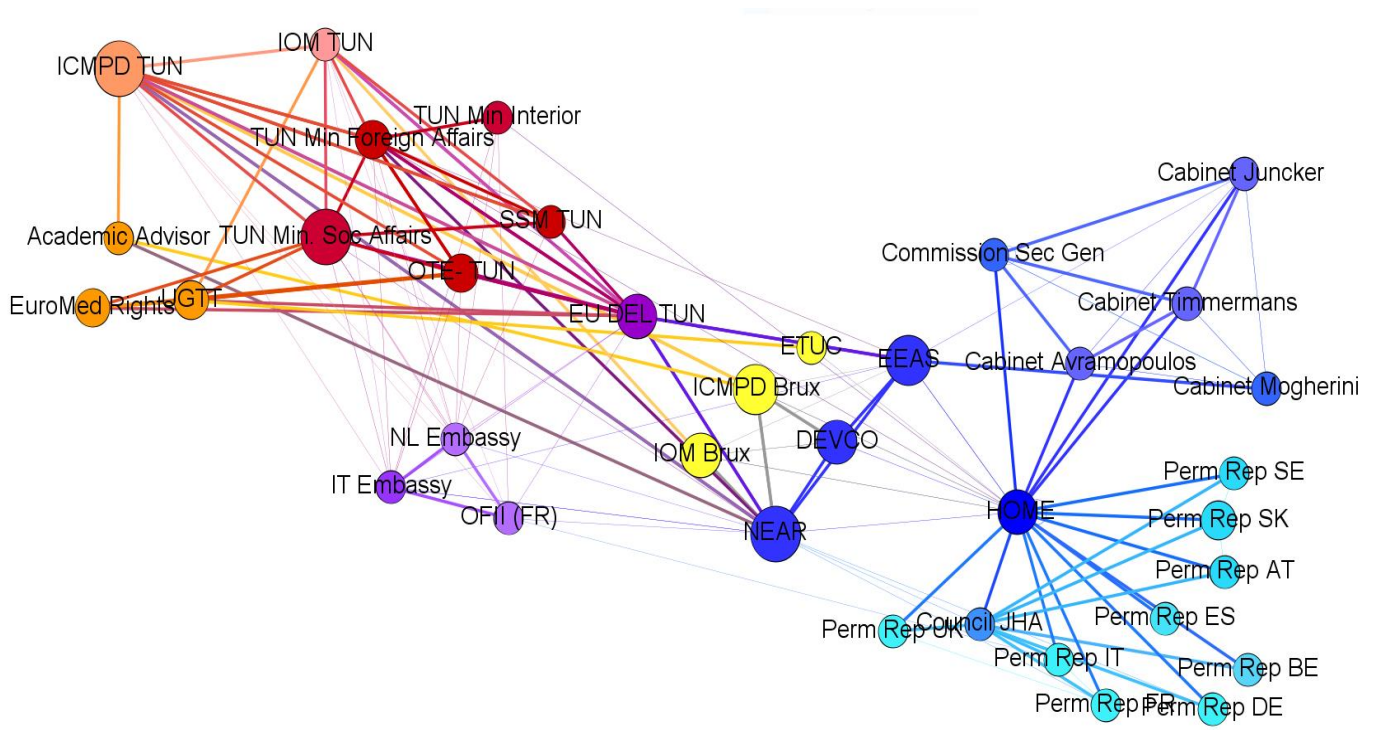 IOM TUN
ICMPD TUN
TUN Min Interior
TUN Min Foreign Affairs
Cabinet Juncker
SSM TUN
Academic Advisor
TUN Min. Soc Affairs
Commission Sec Gen
OTE- TUN
EuroMed Rights
UGTT
Cabinet Timmermans
EU DEL TUN
ETUC
EEAS
Cabinet Avramopoulos
ICMPD Brux
Cabinet Mogherini
NL Embassy
DEVCO
IOM Brux
Perm Rep SE
IT Embassy
OFII (FR)
HOME
Perm Rep SK
NEAR
Perm Rep AT
Perm Rep ES
Council JHA
Perm Rep UK
Perm Rep IT
Perm Rep BE
Perm Rep FR
Perm Rep DE